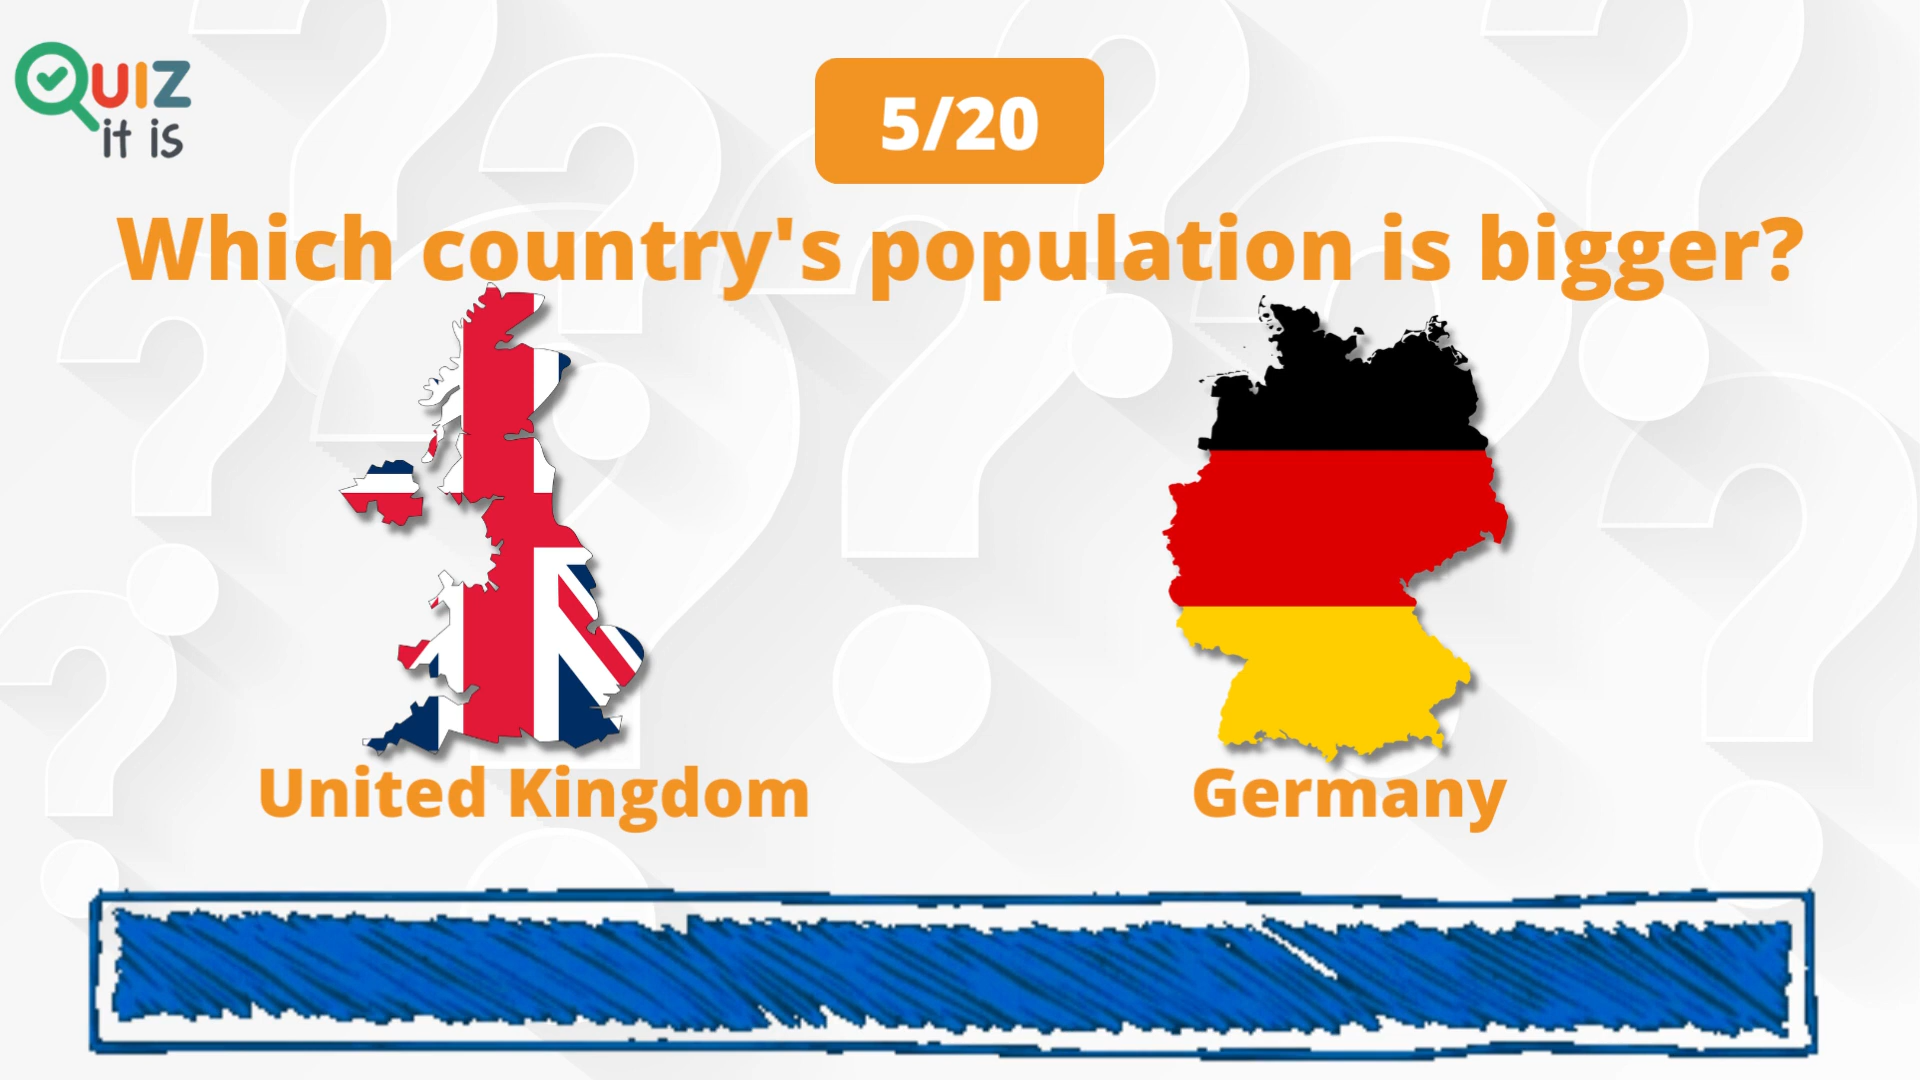 QUIZ
it is
5/20
Which country's population is bigger?
United Kingdom
Germany